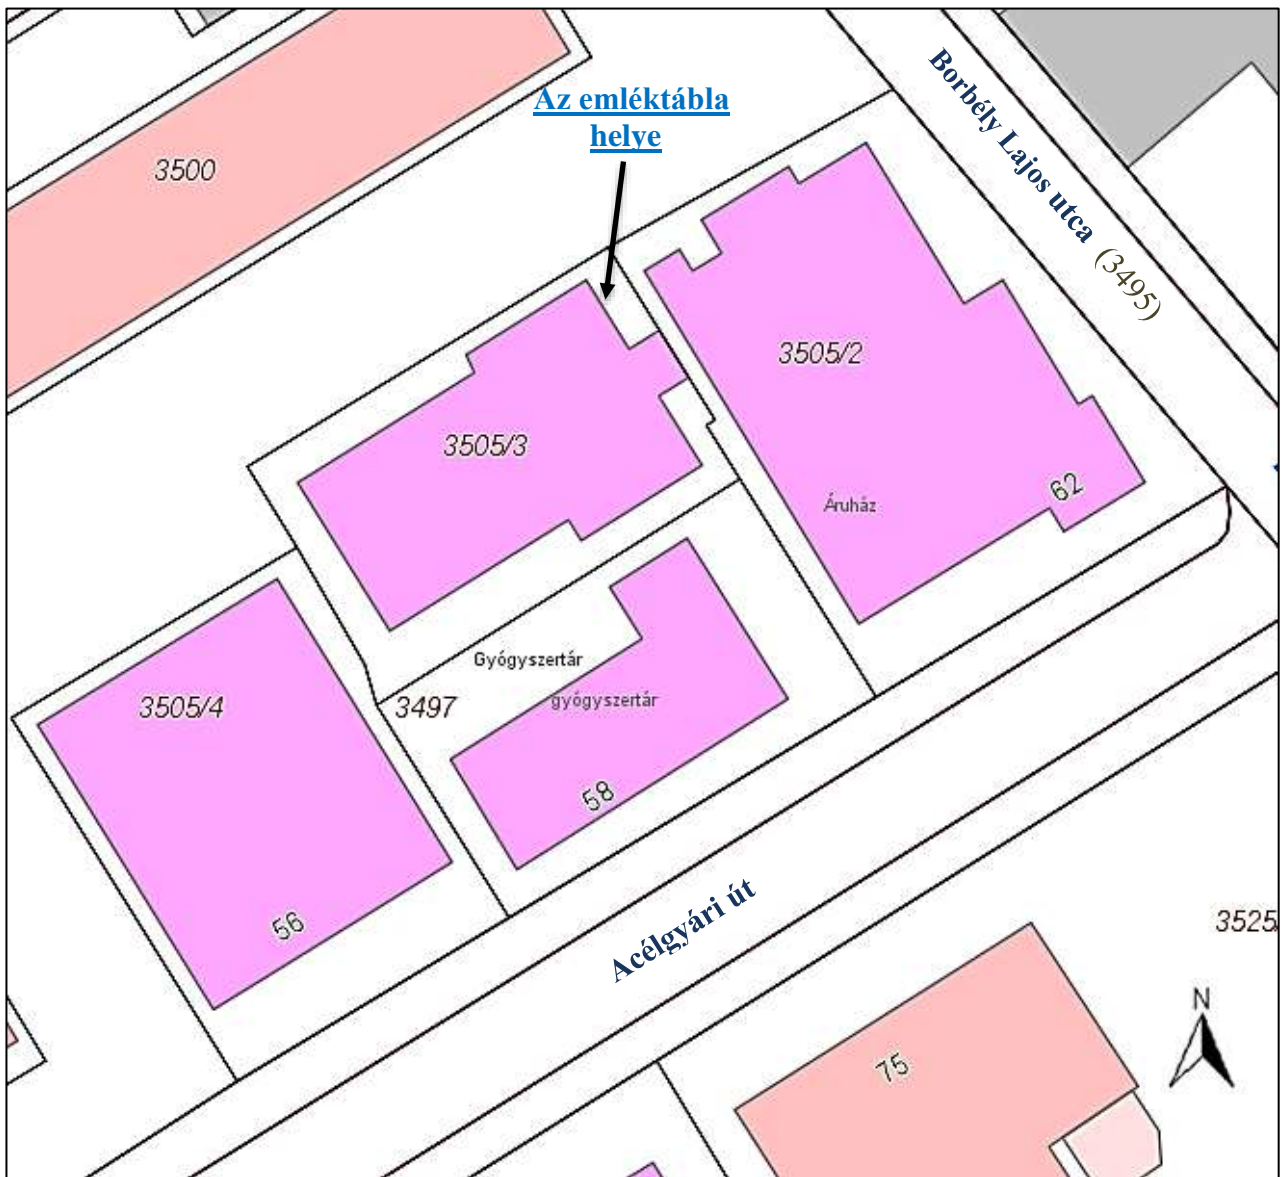 Borbély Lajos utca (3495)
Az emléktábla
helye
3500
3505/2
3505/3
Áruház
62
Gyógyszertár
gyógyszertár
3505/4
3497
58
56
Acélgyári út
3525
N
75